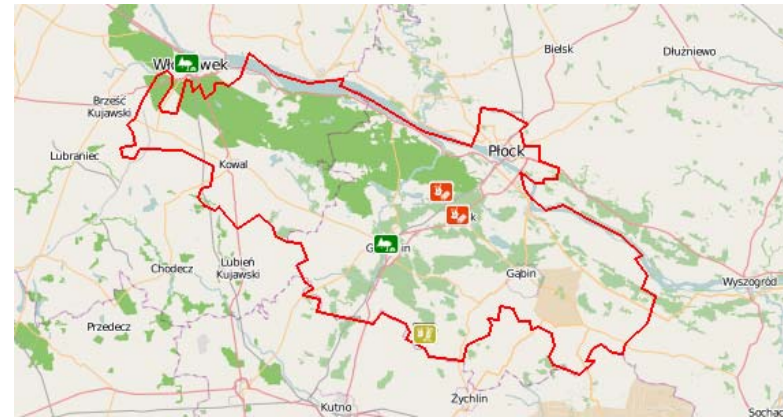 Bielsk
Dłużniewo
Brześć
Kujawski
Płock
Lubraniec
Kowal
Chodecz
Lubień
Kujawski
Gąbin
Wyszogród
Przedecz
Żychlin
Kutno